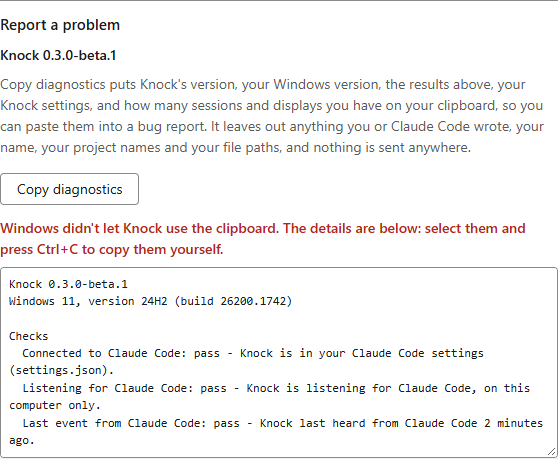 Report a problem
Knock 0.3.0-beta.1
Copy diagnostics puts Knock's version, your Windows version, the results above, your
Knock settings, and how many sessions and displays you have on your clipboard, so you
can paste them into a bug report. It leaves out anything you or Claude Code wrote, your
name, your project names and your file paths, and nothing is sent anywhere.
Copy diagnostics
Windows didn't let Knock use the clipboard. The details are below: select them and
press Ctrl+C to copy them yourself.
Knock 0.3.0-beta.1
Windows 11, version 24H2 (build 26200.1742)
Checks
Connected to Claude Code: pass - Knock is in your Claude Code settings
(settings.json).
Listening for Claude Code: pass - Knock is listening for Claude Code, on this
computer only.
Last event from Claude Code: pass - Knock last heard from Claude Code 2 minutes
ago.